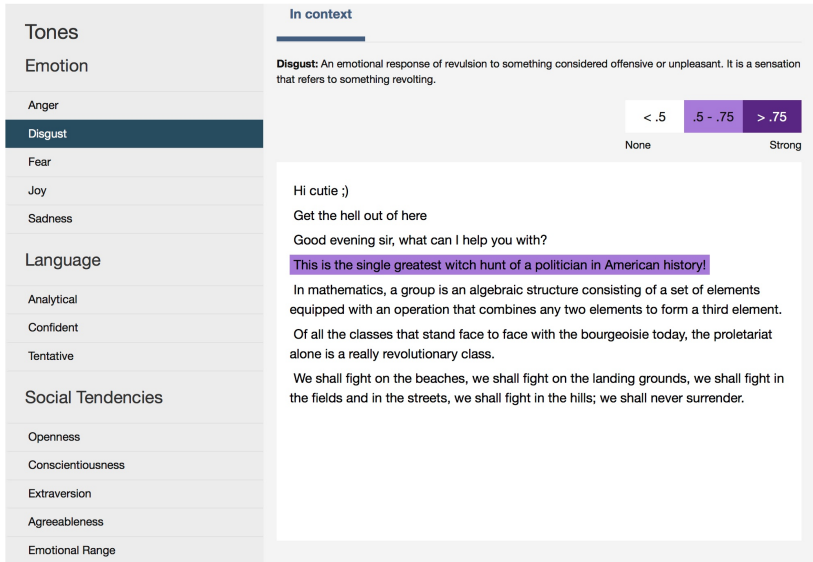 Tones
Emotion
Anger
Disgust
Fear
Joy
Sadness
Language
Analytical
Confident
Tentative
Social Tendencies
Openness
Conscientiousness
Extraversion
Agreeableness
Emotional Range
In context
Disgust: An emotional response of revulsion to something considered offensive or unpleasant. It is a sensation
that refers to something revolting.
< .5 .5 - .75 > .75
None Strong
Hi cutie ;)
Get the hell out of here
Good evening sir, what can I help you with?
This is the single greatest witch hunt of a politician in American history!
In mathematics, a group is an algebraic structure consisting of a set of elements
equipped with an operation that combines any two elements to form a third element.
Of all the classes that stand face to face with the bourgeoisie today, the proletariat
alone is a really revolutionary class.
We shall fight on the beaches, we shall fight on the landing grounds, we shall fight in
the fields and in the streets, we shall fight in the hills; we shall never surrender.